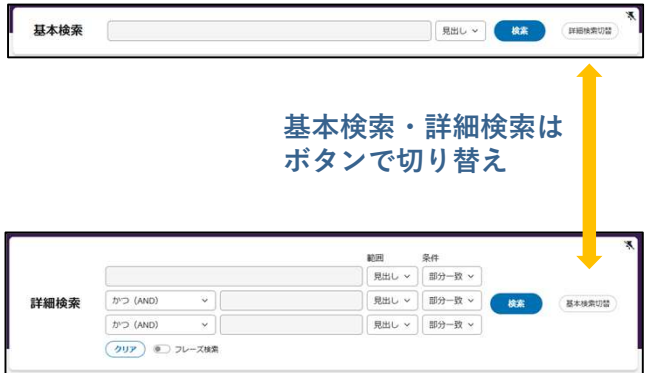 基本検索 見出し 検索 詳細検索切替
基本検索・詳細検索は
ボタンで切り替え
範囲 条件
見出し 部分一致
詳細検索 かつ (AND) 見出し 部分一致 検索 基本検索切替
かつ (AND) 見出し 部分一致
クリア フレーズ検索